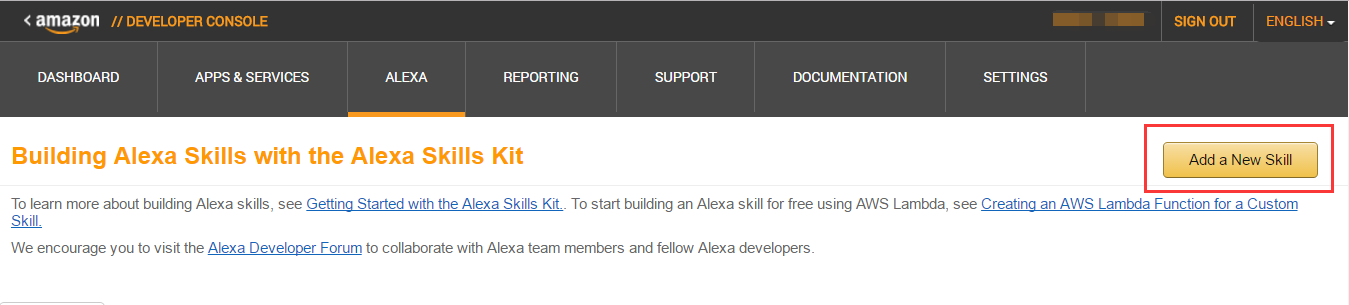 amazon // DEVELOPER CONSOLE SIGN OUT ENGLISH
DASHBOARD APPS & SERVICES ALEXA REPORTING SUPPORT DOCUMENTATION SETTINGS
Building Alexa Skills with the Alexa Skills Kit Add a New Skill
To learn more about building Alexa skills, see Getting Started with the Alexa Skills Kit.. To start building an Alexa skill for free using AWS Lambda, see Creating an AWS Lambda Function for a Custom
Skill.
We encourage you to visit the Alexa Developer Forum to collaborate with Alexa team members and fellow Alexa developers.